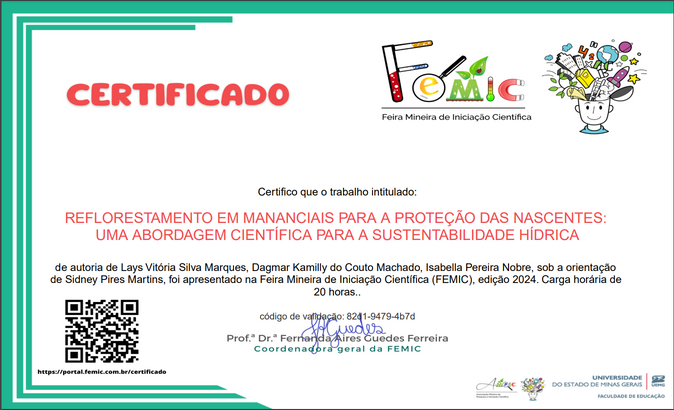 CERTIFICADO
FEMIC
Feira Mineira de Iniciação Científica
Certifico que o trabalho intitulado:
REFLORESTAMENTO EM MANANCIAIS PARA A PROTEÇÃO DAS NASCENTES:
UMA ABORDAGEM CIENTÍFICA PARA A SUSTENTABILIDADE HÍDRICA
de autoria de Lays Vitória Silva Marques, Dagmar Kamilly do Couto Machado, Isabella Pereira Nobre, sob a orientação
de Sidney Pires Martins, foi apresentado na Feira Mineira de Iniciação Científica (FEMIC), edição 2024. Carga horária de
20 horas..
código de validação: 82d1-9479-4b7d
Prof.ª Dr.ª Fernanda Aires Guedes Ferreira
Coordenadora geral da FEMIC
https://portal.femic.com.br/certificado
UNIVERSIDADE
DO ESTADO DE MINAS GERAIS
UEMG
FACULDADE DE EDUCAÇÃO